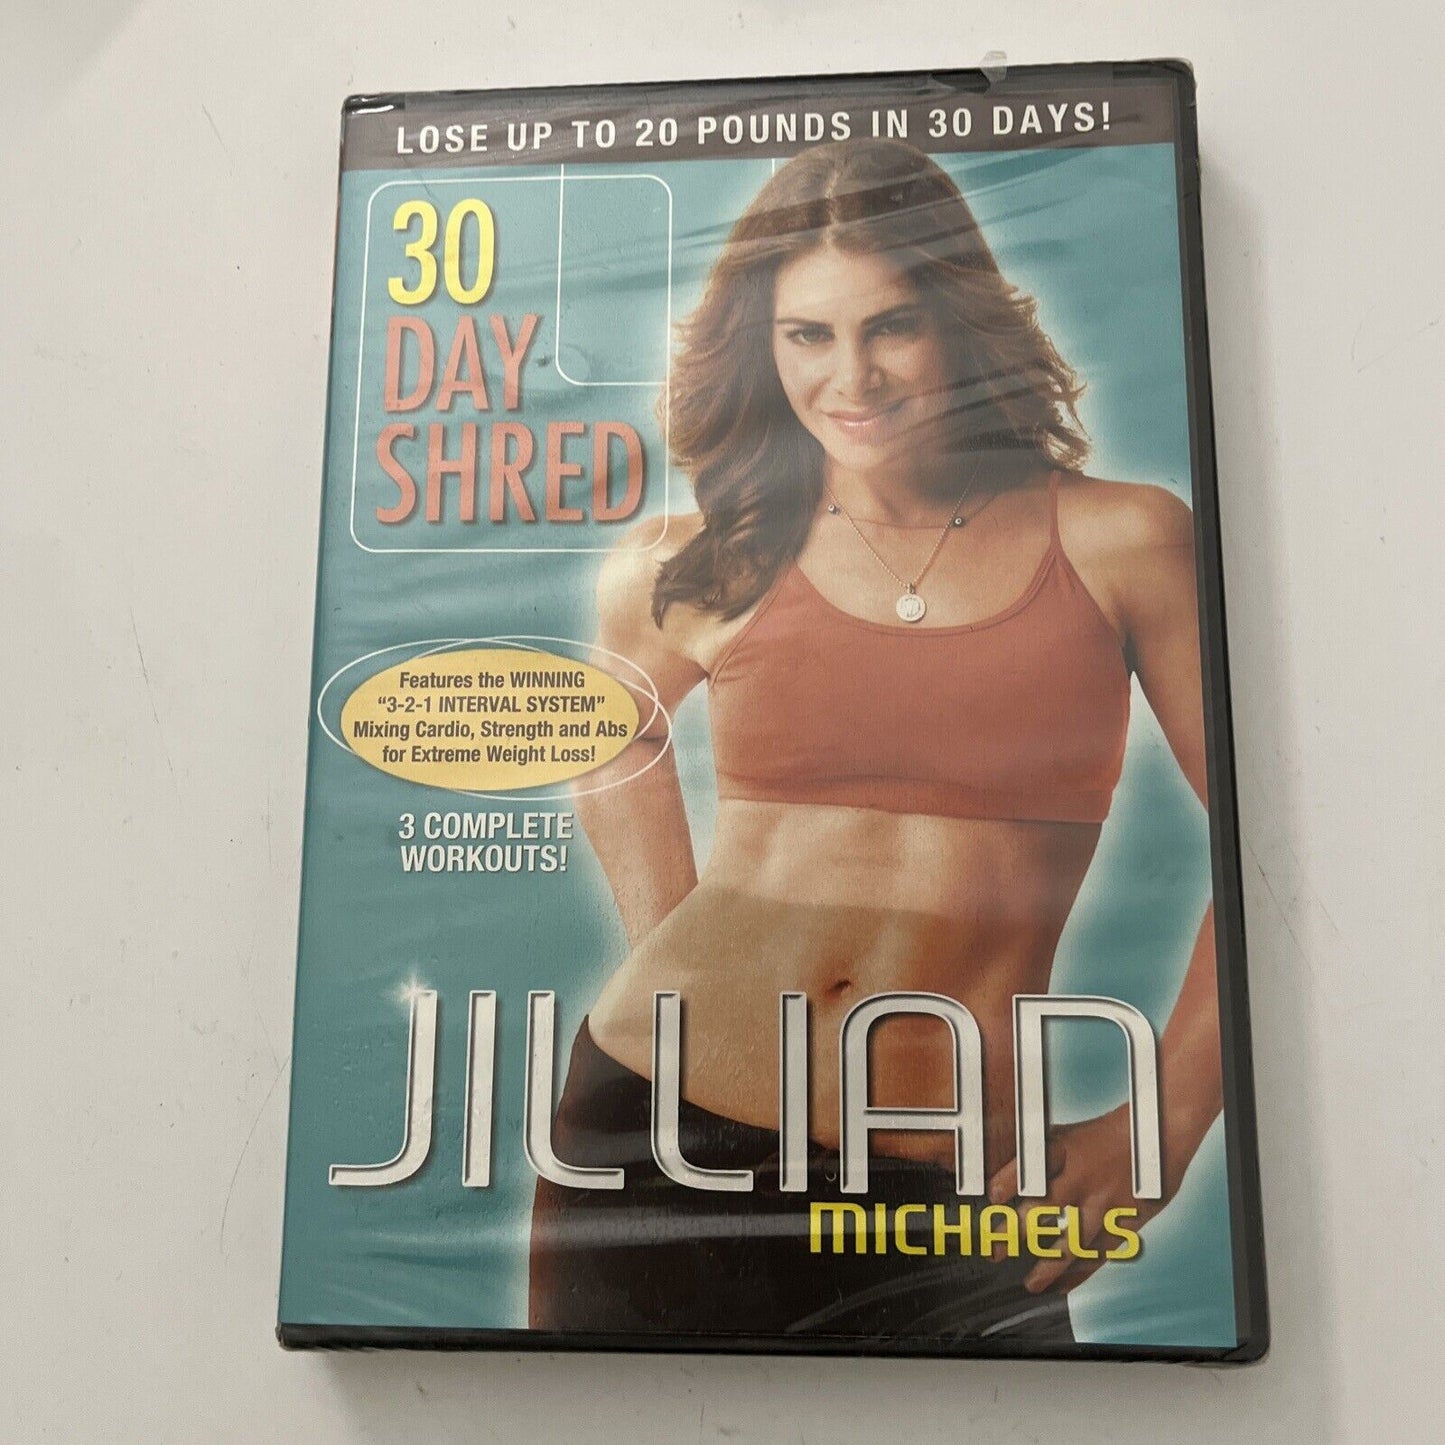 LOSE UP TO 20 POUNDS IN 30 DAYS!
30
DAY
SHRED
Features the WINNING
“3-2-1 INTERVAL SYSTEM”
Mixing Cardio, Strength and Abs
for Extreme Weight Loss!
3 COMPLETE
WORKOUTS!
JILLIAN
MICHAELS